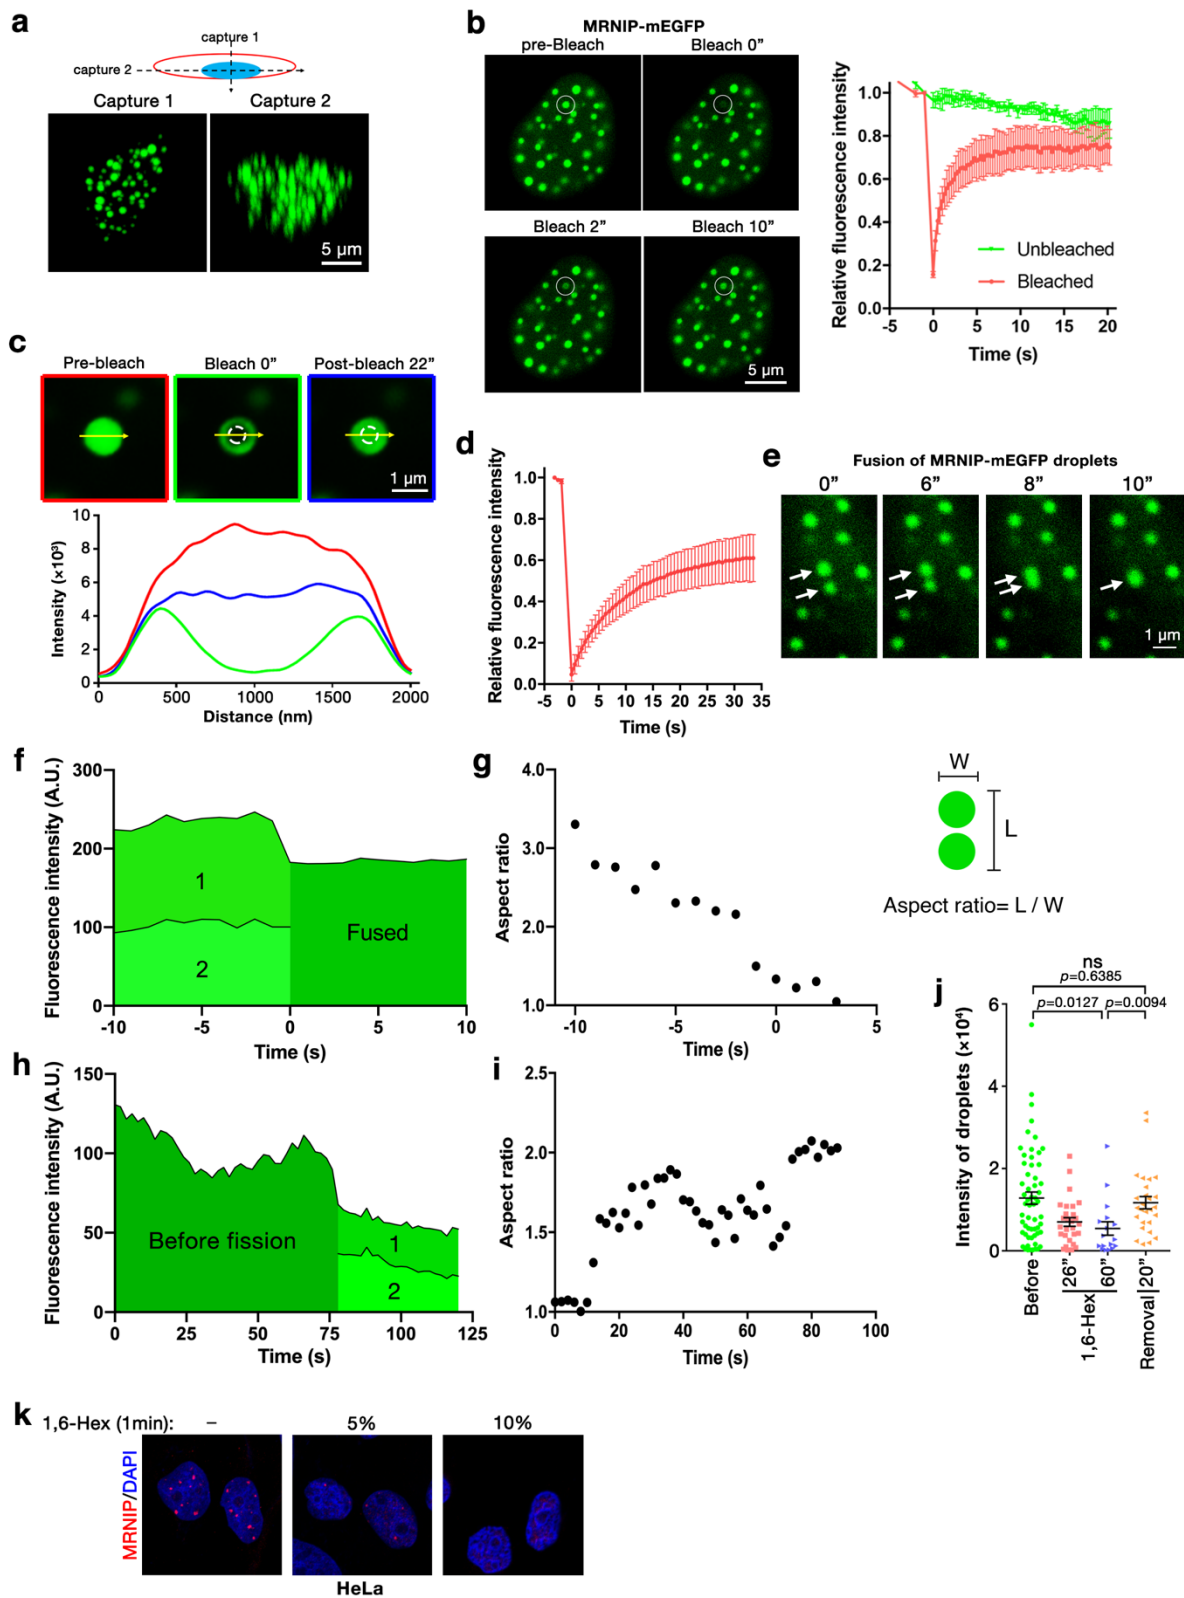 a
capture 1
capture 2
Capture 1 Capture 2
5 µm
b
MRNIP-mEGFP
pre-Bleach Bleach 0”
Bleach 2” Bleach 10”
5 µm
Relative fluorescence intensity
1.0
0.8
0.6
0.4
0.2
0.0
-5 0 5 10 15 20
Time (s)
Unbleached
Bleached
c
Pre-bleach Bleach 0” Post-bleach 22”
1 µm
Intensity (×10³)
10
8
6
4
2
0
0 500 1000 1500 2000
Distance (nm)
d
Relative fluorescence intensity
1.0
0.8
0.6
0.4
0.2
0.0
-5 0 5 10 15 20 25 30 35
Time (s)
e
Fusion of MRNIP-mEGFP droplets
0” 6” 8” 10”
1 µm
f
Fluorescence intensity (A.U.)
300
200
100
0
1
2
Fused
-10 -5 0 5 10
Time (s)
g
Aspect ratio
4.0
3.0
2.0
1.0
-10 -5 0 5
Time (s)
W
L
Aspect ratio= L / W
h
Fluorescence intensity (A.U.)
150
100
50
0
Before fission
1
2
0 25 50 75 100 125
Time (s)
i
Aspect ratio
2.5
2.0
1.5
1.0
0 20 40 60 80 100
Time (s)
j
ns
p=0.6385
p=0.0127 p=0.0094
Intensity of droplets (×10⁴)
6
4
2
0
Before 26” 60” 20”
1,6-Hex Removal
k
1,6-Hex (1min): – 5% 10%
MRNIP/DAPI
HeLa